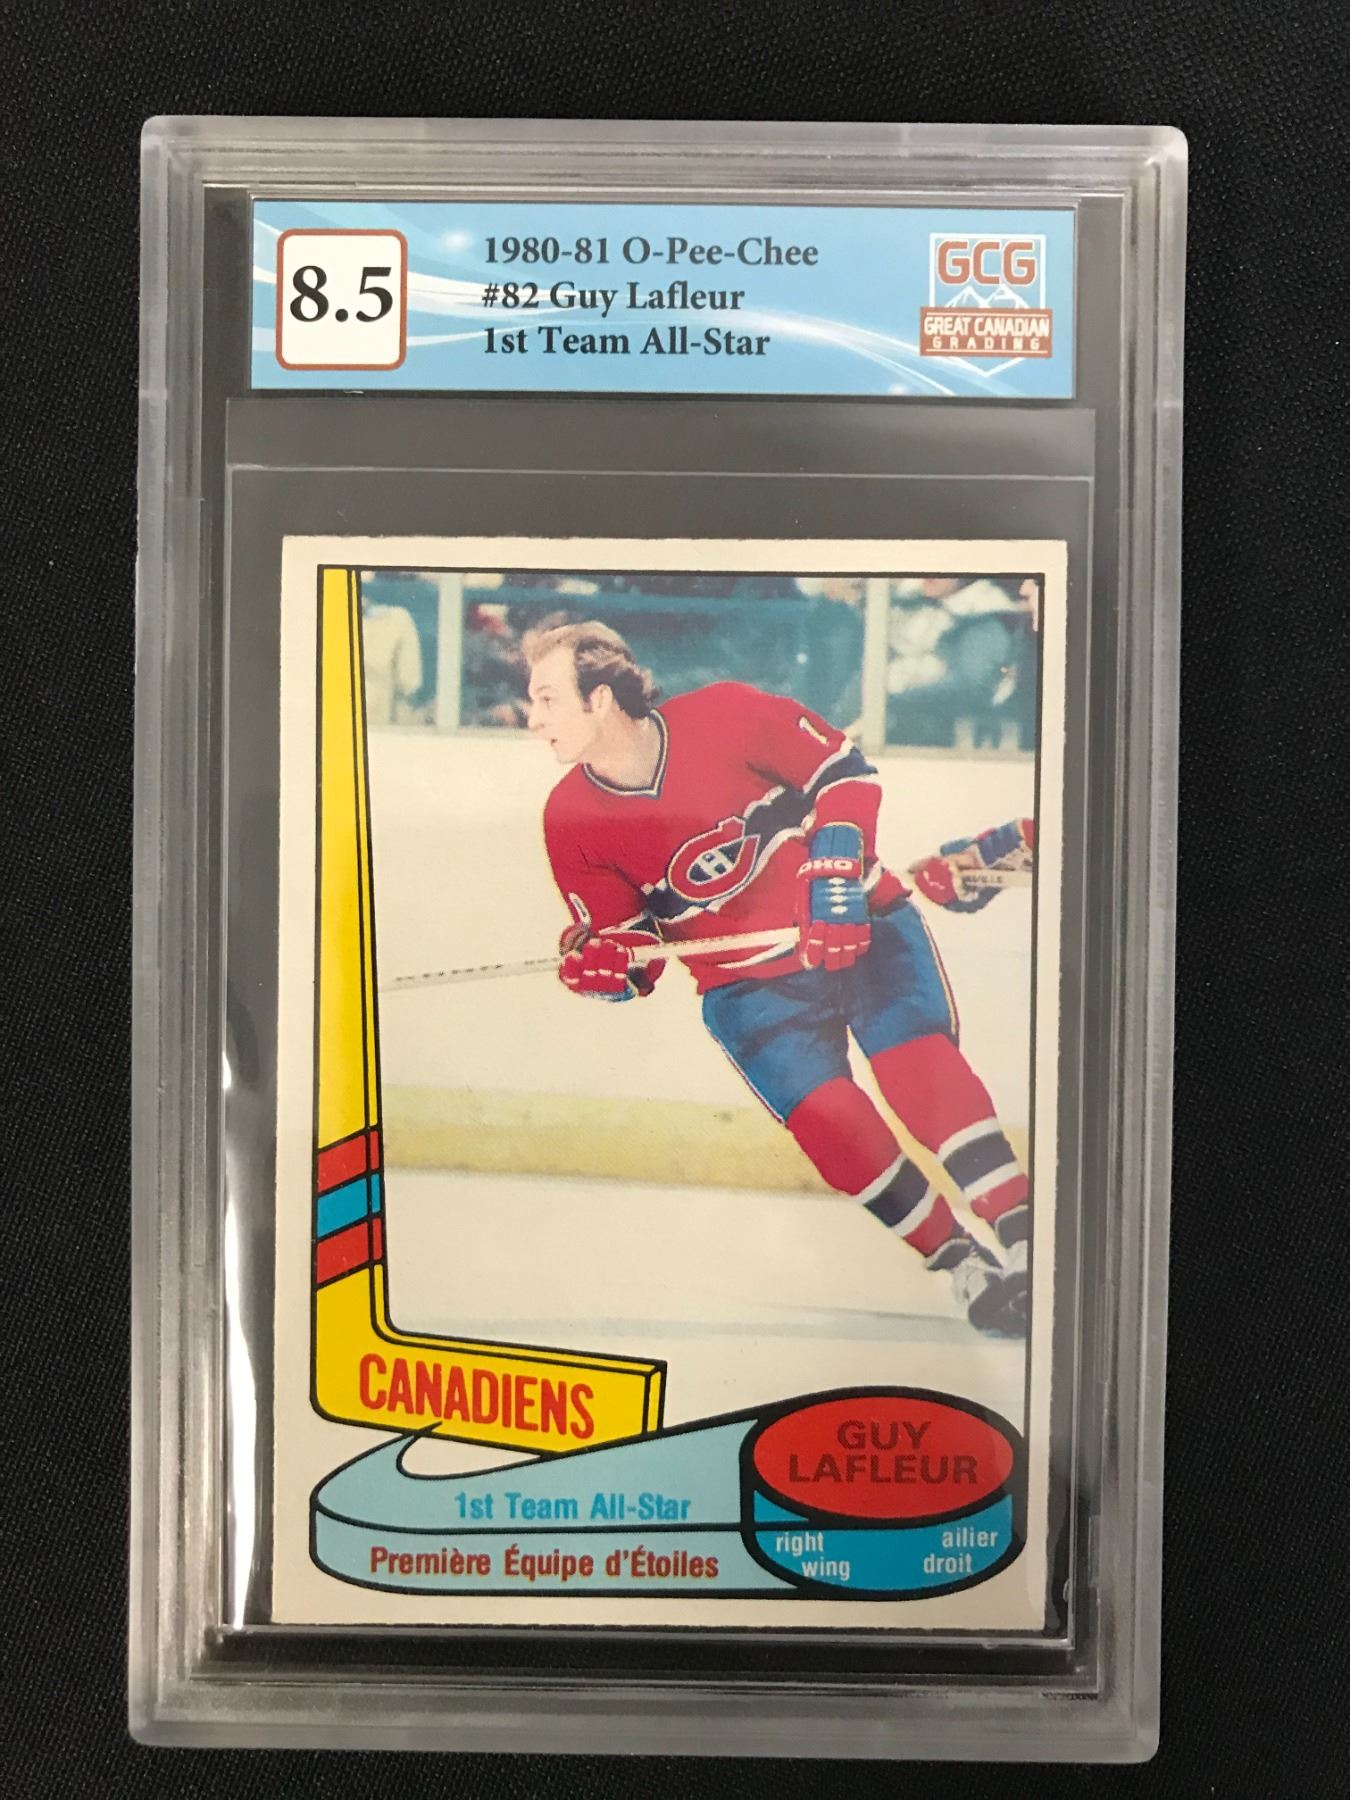 8.5
1980-81 O-Pee-Chee
#82 Guy Lafleur
1st Team All-Star
GCG
GREAT CANADIAN
GRADING
CANADIENS
GUY
LAFLEUR
1st Team All-Star
Première Équipe d'Étoiles
right
wing
ailier
droit